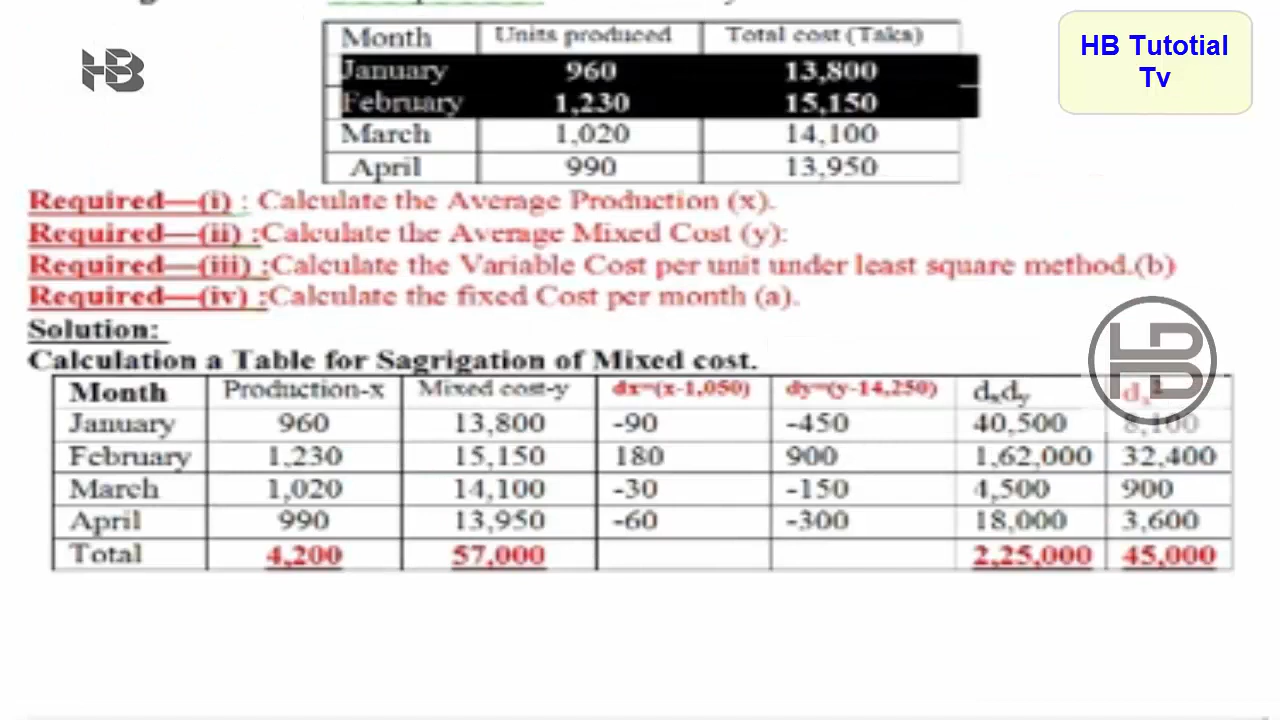 HB
HB Tutotial
Tv
Month Units produced Total cost (Taka)
January 960 13,800
February 1,230 15,150
March 1,020 14,100
April 990 13,950
Required—(i) : Calculate the Average Production (x).
Required—(ii) :Calculate the Average Mixed Cost (y):
Required—(iii) :Calculate the Variable Cost per unit under least square method.(b)
Required—(iv) :Calculate the fixed Cost per month (a).
Solution:
Calculation a Table for Sagrigation of Mixed cost.
Month Production-x Mixed cost-y dx=(x-1,050) dy=(y-14,250) dxdy dx²
January 960 13,800 -90 -450 40,500 8,100
February 1,230 15,150 180 900 1,62,000 32,400
March 1,020 14,100 -30 -150 4,500 900
April 990 13,950 -60 -300 18,000 3,600
Total 4,200 57,000 2,25,000 45,000